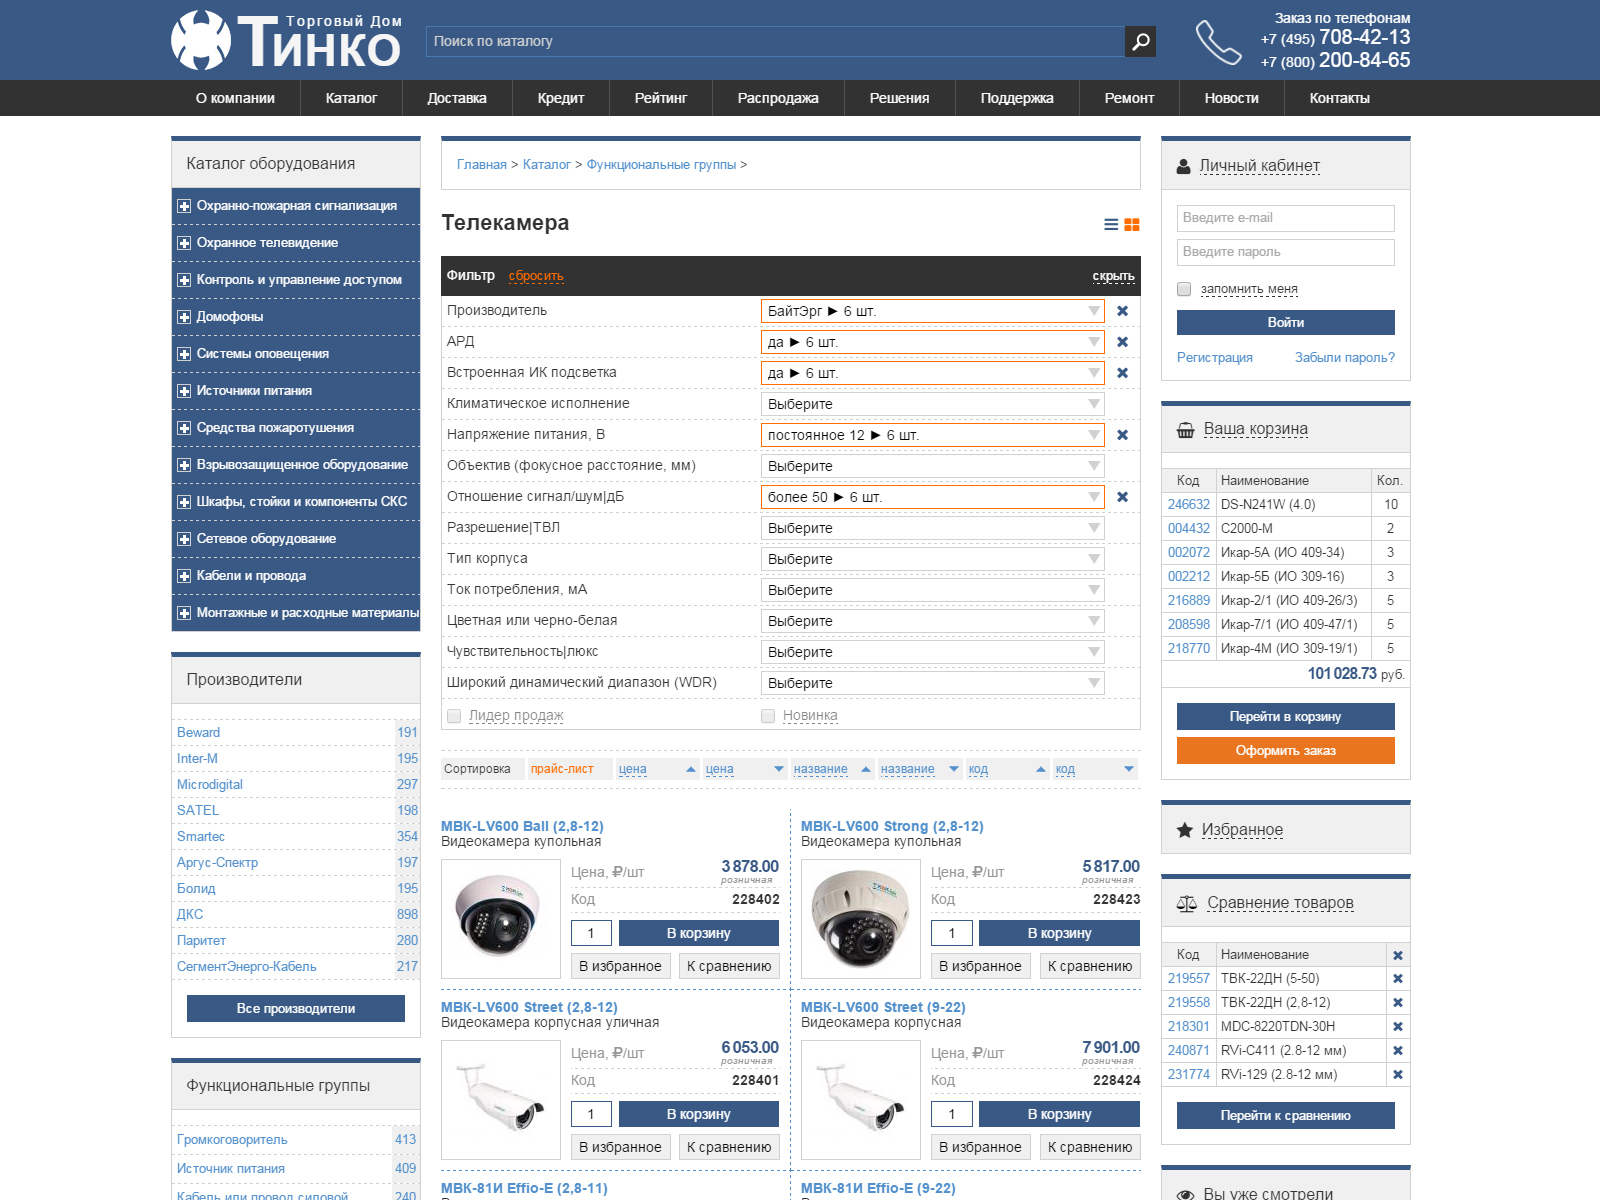 Торговый Дом
Тинко
Поиск по каталогу
Заказ по телефонам
+7 (495) 708-42-13
+7 (800) 200-84-65
О компании Каталог Доставка Кредит Рейтинг Распродажа Решения Поддержка Ремонт Новости Контакты
Каталог оборудования
Охранно-пожарная сигнализация
Охранное телевидение
Контроль и управление доступом
Домофоны
Системы оповещения
Источники питания
Средства пожаротушения
Взрывозащищенное оборудование
Шкафы, стойки и компоненты СКС
Сетевое оборудование
Кабели и провода
Монтажные и расходные материалы
Производители
Beward 191
Inter-M 195
Microdigital 297
SATEL 198
Smartec 354
Аргус-Спектр 197
Болид 195
ДКС 898
Паритет 280
СегментЭнерго-Кабель 217
Все производители
Функциональные группы
Громкоговоритель 413
Источник питания 409
Кабель или провод силовой 240
Главная > Каталог > Функциональные группы >
Телекамера
Фильтр сбросить скрыть
Производитель БайтЭрг ► 6 шт.
АРД да ► 6 шт.
Встроенная ИК подсветка да ► 6 шт.
Климатическое исполнение Выберите
Напряжение питания, В постоянное 12 ► 6 шт.
Объектив (фокусное расстояние, мм) Выберите
Отношение сигнал/шум|дБ более 50 ► 6 шт.
Разрешение|ТВЛ Выберите
Тип корпуса Выберите
Ток потребления, мА Выберите
Цветная или черно-белая Выберите
Чувствительность|люкс Выберите
Широкий динамический диапазон (WDR) Выберите
Лидер продаж Новинка
Сортировка прайс-лист цена цена название название код код
МВК-LV600 Ball (2,8-12)
Видеокамера купольная
Цена, ₽/шт 3 878.00
розничная
Код 228402
1 В корзину
В избранное К сравнению
МВК-LV600 Strong (2,8-12)
Видеокамера купольная
Цена, ₽/шт 5 817.00
розничная
Код 228423
1 В корзину
В избранное К сравнению
МВК-LV600 Street (2,8-12)
Видеокамера корпусная уличная
Цена, ₽/шт 6 053.00
розничная
Код 228401
1 В корзину
В избранное К сравнению
МВК-LV600 Street (9-22)
Видеокамера корпусная
Цена, ₽/шт 7 901.00
розничная
Код 228424
1 В корзину
В избранное К сравнению
МВК-81И Effio-E (2,8-11)
МВК-81И Effio-E (9-22)
Личный кабинет
Введите e-mail
Введите пароль
запомнить меня
Войти
Регистрация Забыли пароль?
Ваша корзина
Код Наименование Кол.
246632 DS-N241W (4.0) 10
004432 С2000-М 2
002072 Икар-5А (ИО 409-34) 3
002212 Икар-5Б (ИО 309-16) 3
216889 Икар-2/1 (ИО 409-26/3) 5
208598 Икар-7/1 (ИО 409-47/1) 5
218770 Икар-4М (ИО 309-19/1) 5
101 028.73 руб.
Перейти в корзину
Оформить заказ
Избранное
Сравнение товаров
Код Наименование
219557 ТВК-22ДН (5-50)
219558 ТВК-22ДН (2,8-12)
218301 MDC-8220TDN-30H
240871 RVi-C411 (2.8-12 мм)
231774 RVi-129 (2.8-12 мм)
Перейти к сравнению
Вы уже смотрели